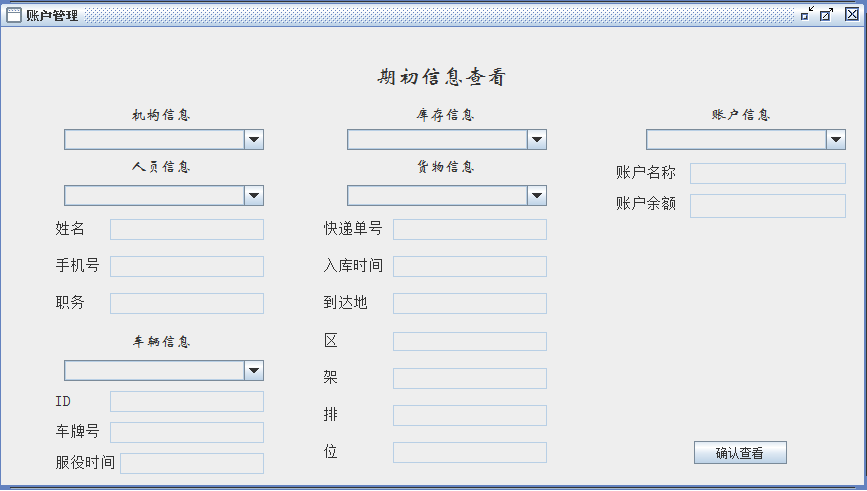 账户管理
期初信息查看
机构信息
人员信息
姓名
手机号
职务
车辆信息
ID
车牌号
服役时间
库存信息
货物信息
快递单号
入库时间
到达地
区
架
排
位
账户信息
账户名称
账户余额
确认查看